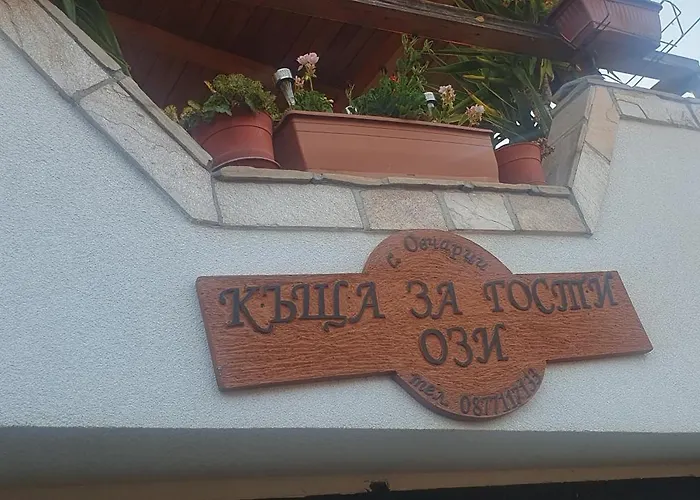 с. Овчарци
КЪЩА ЗА ГОСТИ
ОЗИ
тел.